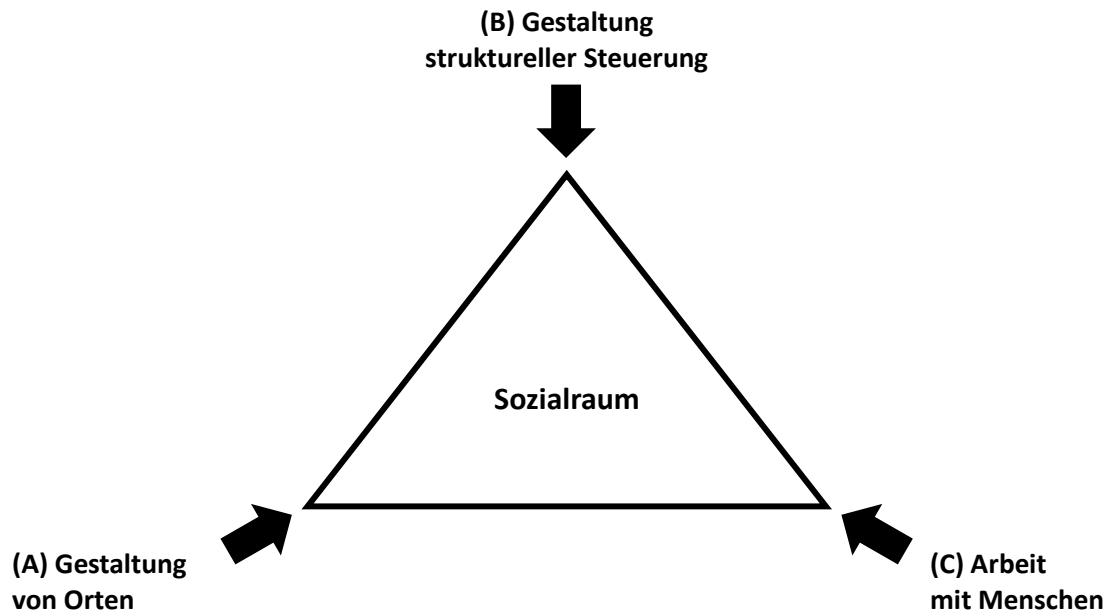 (B) Gestaltung
struktureller Steuerung
Sozialraum
(A) Gestaltung
von Orten
(C) Arbeit
mit Menschen